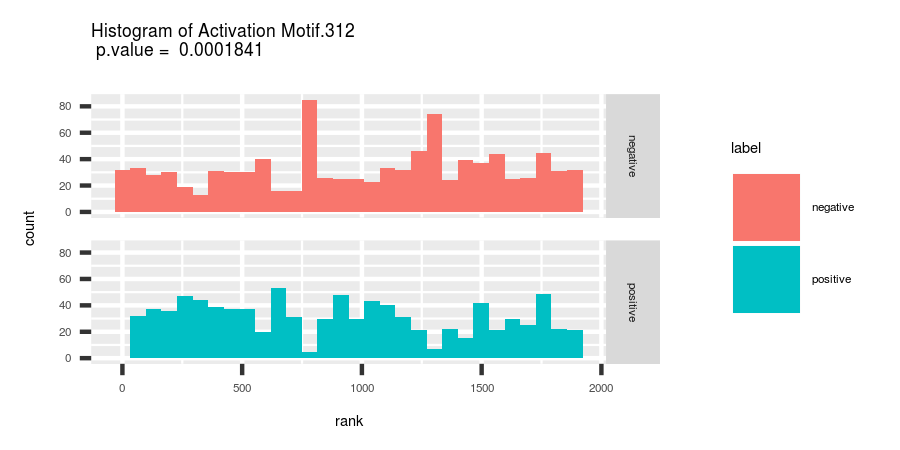 Histogram of Activation Motif.312
p.value =  0.0001841
80
60
40
20
0
negative
80
60
40
20
0
positive
0 500 1000 1500 2000
rank
count
label
negative
positive